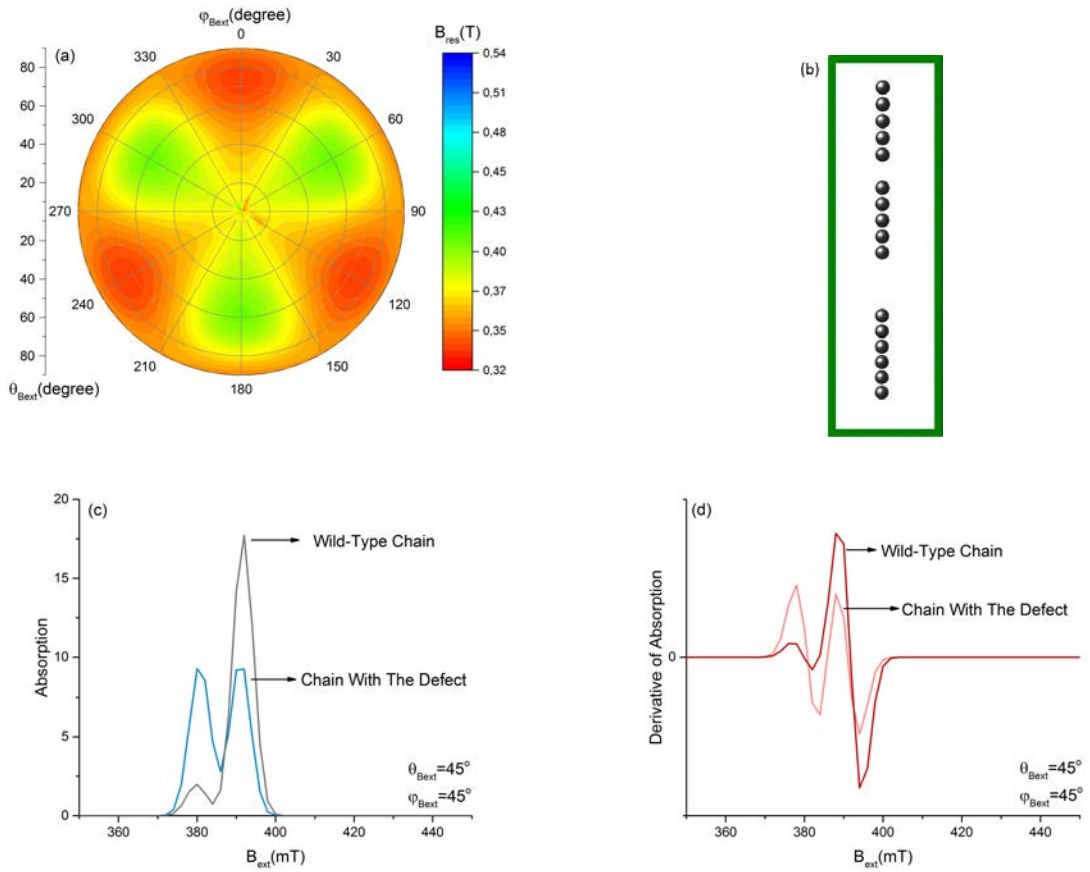 φBext(degree)
(a)
0
30
60
90
120
150
180
210
240
270
300
330
80
60
40
20
0
20
40
60
80
θBext(degree)
Bres(T)
0,54
0,51
0,48
0,45
0,43
0,40
0,37
0,35
0,32
(b)
(c)
20
15
10
5
0
Absorption
Wild-Type Chain
Chain With The Defect
θBext=45°
φBext=45°
360 380 400 420 440
Bext(mT)
(d)
0
Derivative of Absorption
Wild-Type Chain
Chain With The Defect
θBext=45°
φBext=45°
360 380 400 420 440
Bext(mT)